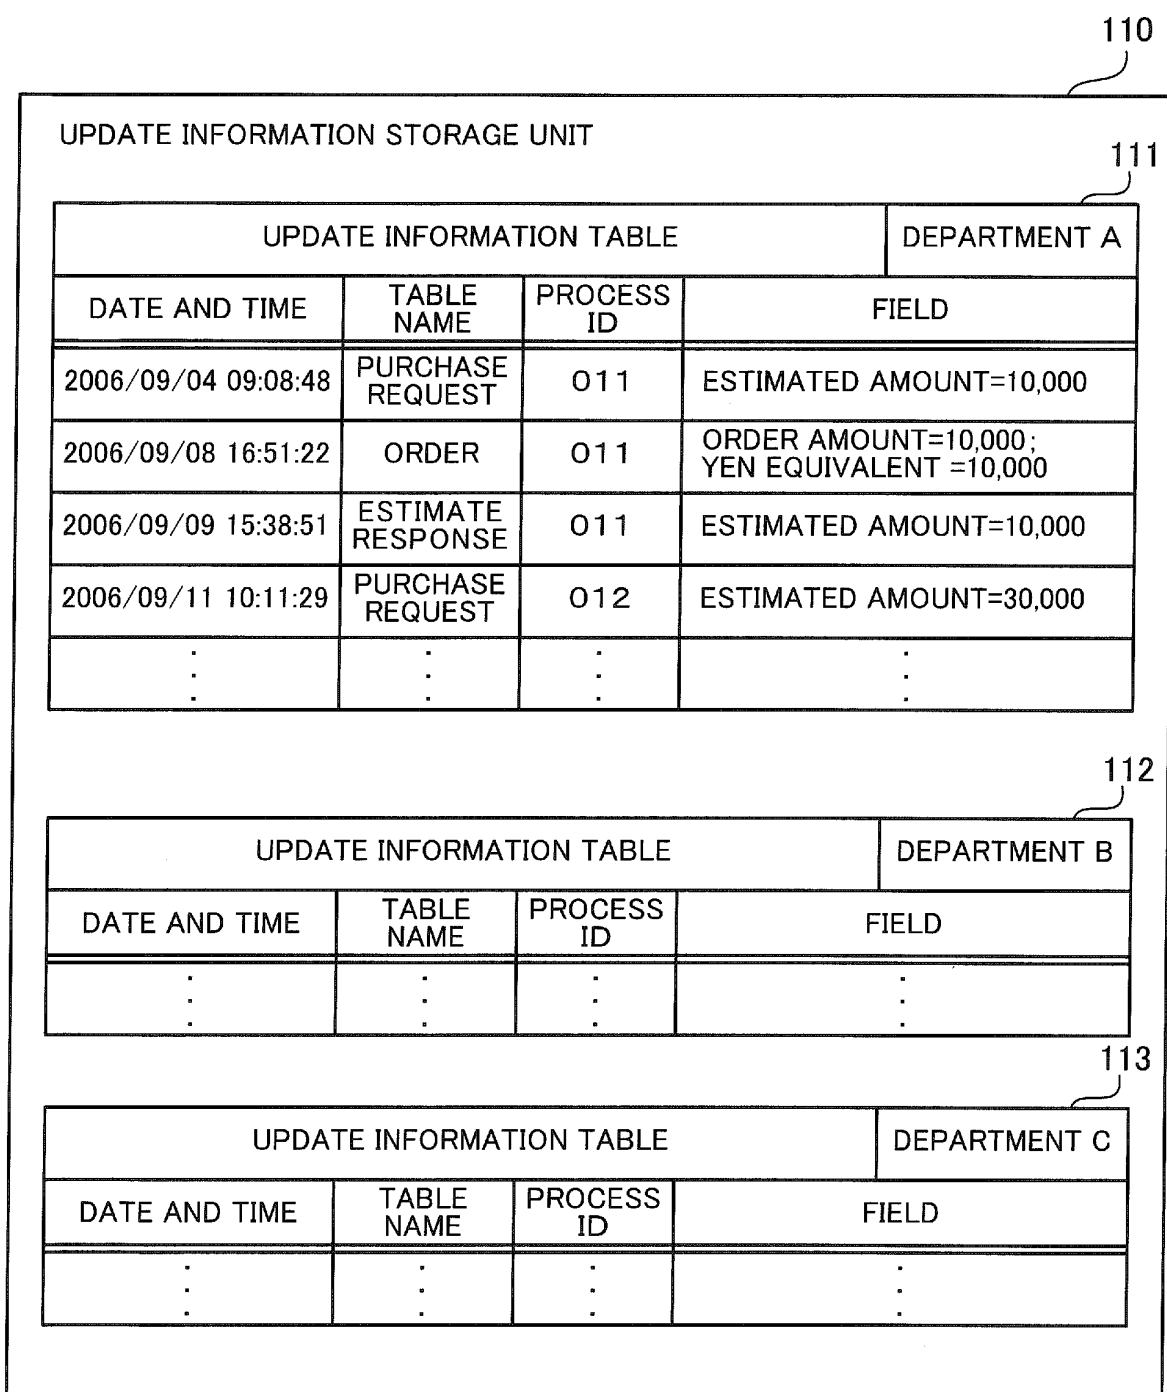 110
UPDATE INFORMATION STORAGE UNIT
111
UPDATE INFORMATION TABLE DEPARTMENT A
DATE AND TIME TABLE NAME PROCESS ID FIELD
2006/09/04 09:08:48 PURCHASE REQUEST 011 ESTIMATED AMOUNT=10,000
2006/09/08 16:51:22 ORDER 011 ORDER AMOUNT=10,000;
YEN EQUIVALENT =10,000
2006/09/09 15:38:51 ESTIMATE RESPONSE 011 ESTIMATED AMOUNT=10,000
2006/09/11 10:11:29 PURCHASE REQUEST 012 ESTIMATED AMOUNT=30,000
112
UPDATE INFORMATION TABLE DEPARTMENT B
DATE AND TIME TABLE NAME PROCESS ID FIELD
113
UPDATE INFORMATION TABLE DEPARTMENT C
DATE AND TIME TABLE NAME PROCESS ID FIELD